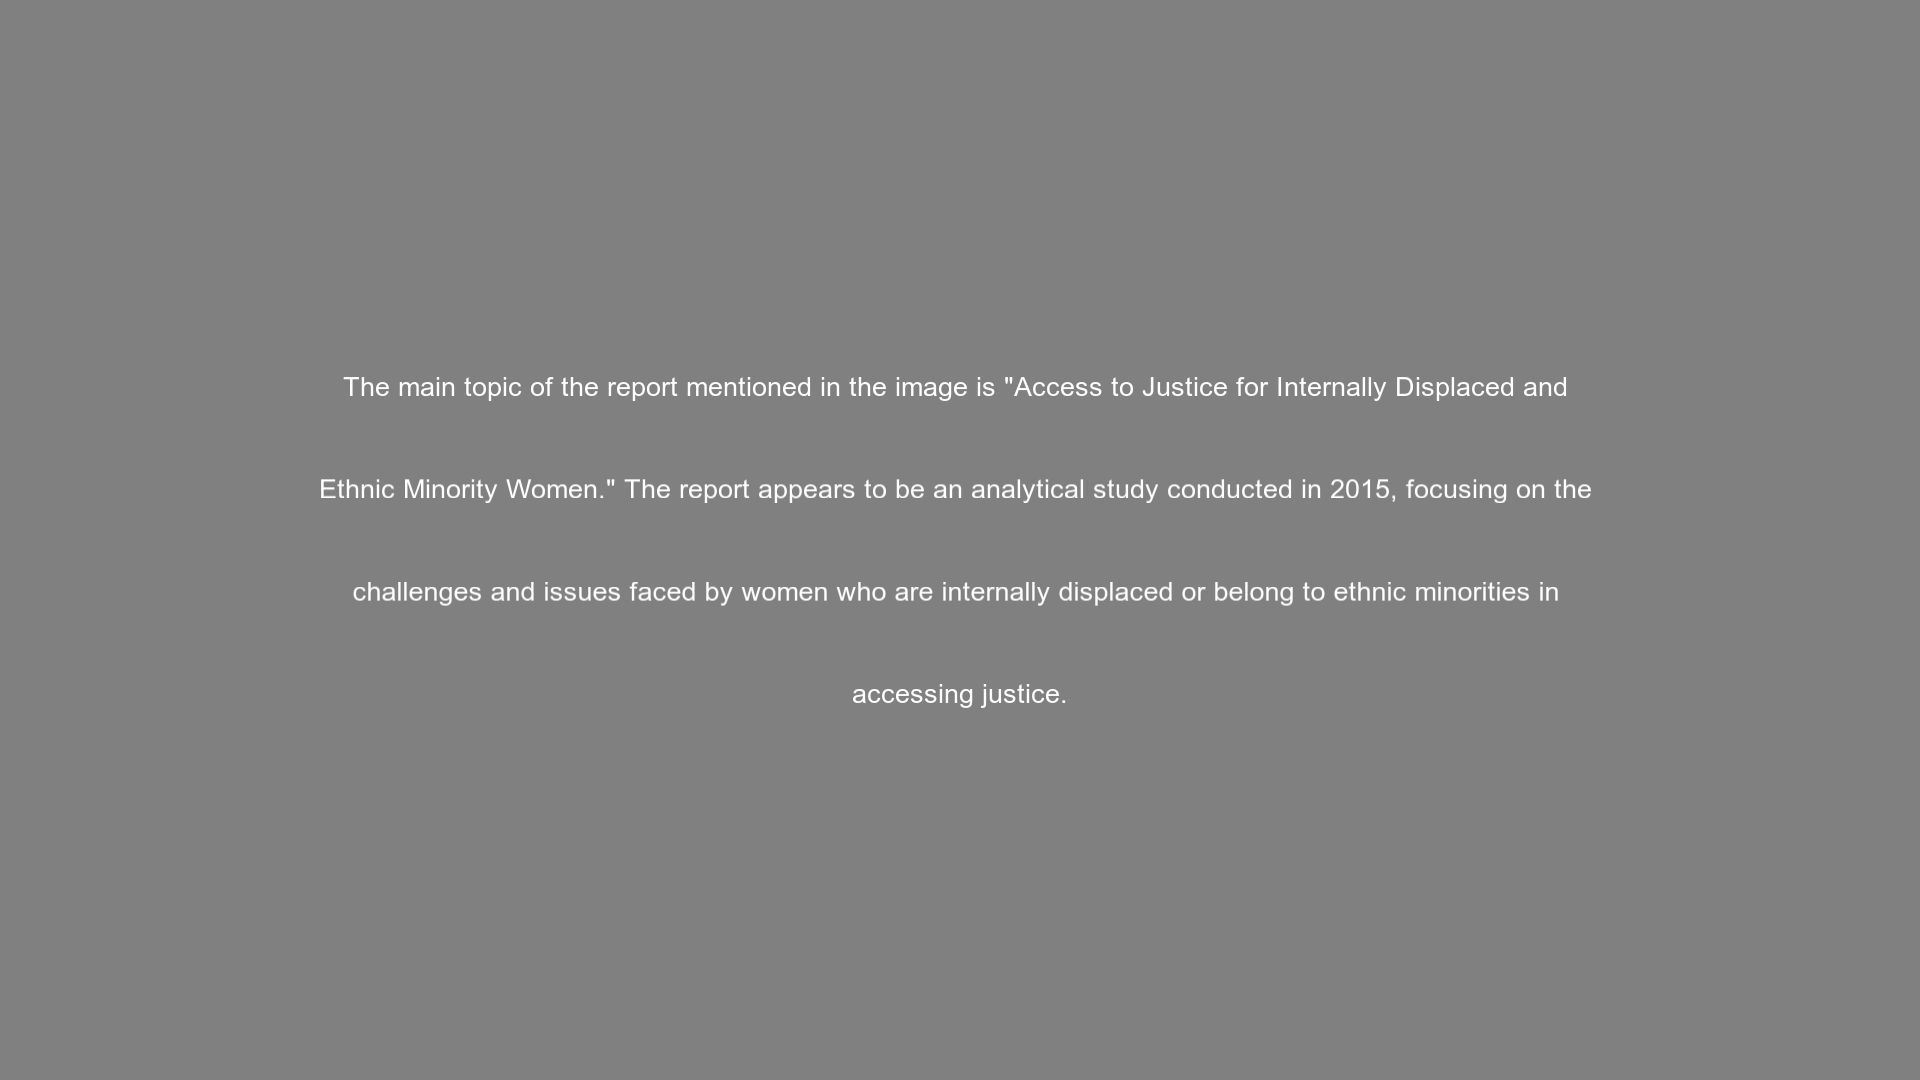 The main topic of the report mentioned in the image is "Access to Justice for Internally Displaced and
Ethnic Minority Women." The report appears to be an analytical study conducted in 2015, focusing on the
challenges and issues faced by women who are internally displaced or belong to ethnic minorities in
accessing justice.